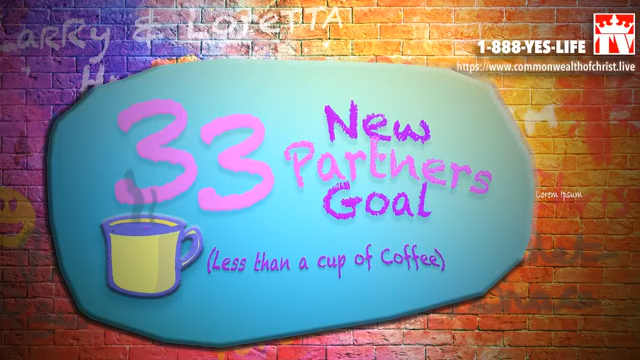 Larry & Loretta
1-888-YES-LIFE
TV
https://www.commonwealthofchrist.live
33
New
Partners
Goal
Lorem Ipsum
(Less than a cup of Coffee)